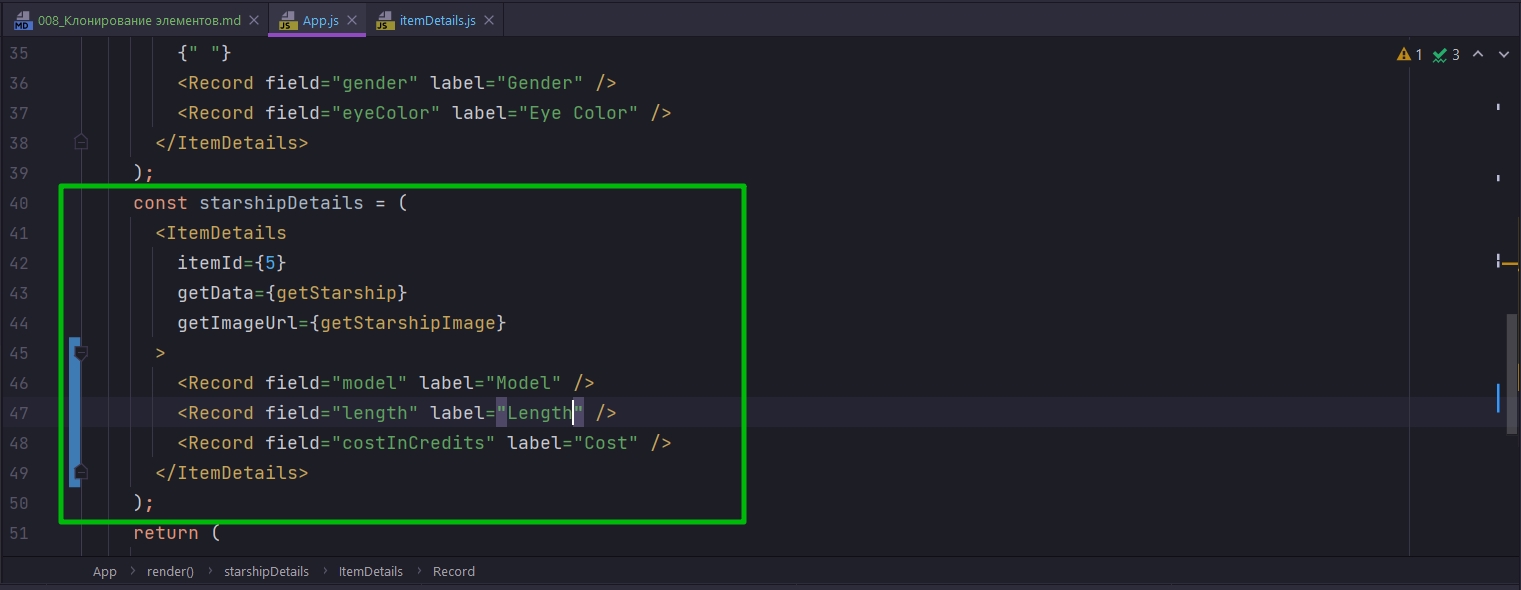 MD 008_Клонирование элементов.md JS App.js JS itemDetails.js
35 {" "} 1 3
36 <Record field="gender" label="Gender" />
37 <Record field="eyeColor" label="Eye Color" />
38 </ItemDetails>
39 );
40 const starshipDetails = (
41 <ItemDetails
42 itemId={5}
43 getData={getStarship}
44 getImageUrl={getStarshipImage}
45 >
46 <Record field="model" label="Model" />
47 <Record field="length" label="Length" />
48 <Record field="costInCredits" label="Cost" />
49 </ItemDetails>
50 );
51 return (
App > render() > starshipDetails > ItemDetails > Record